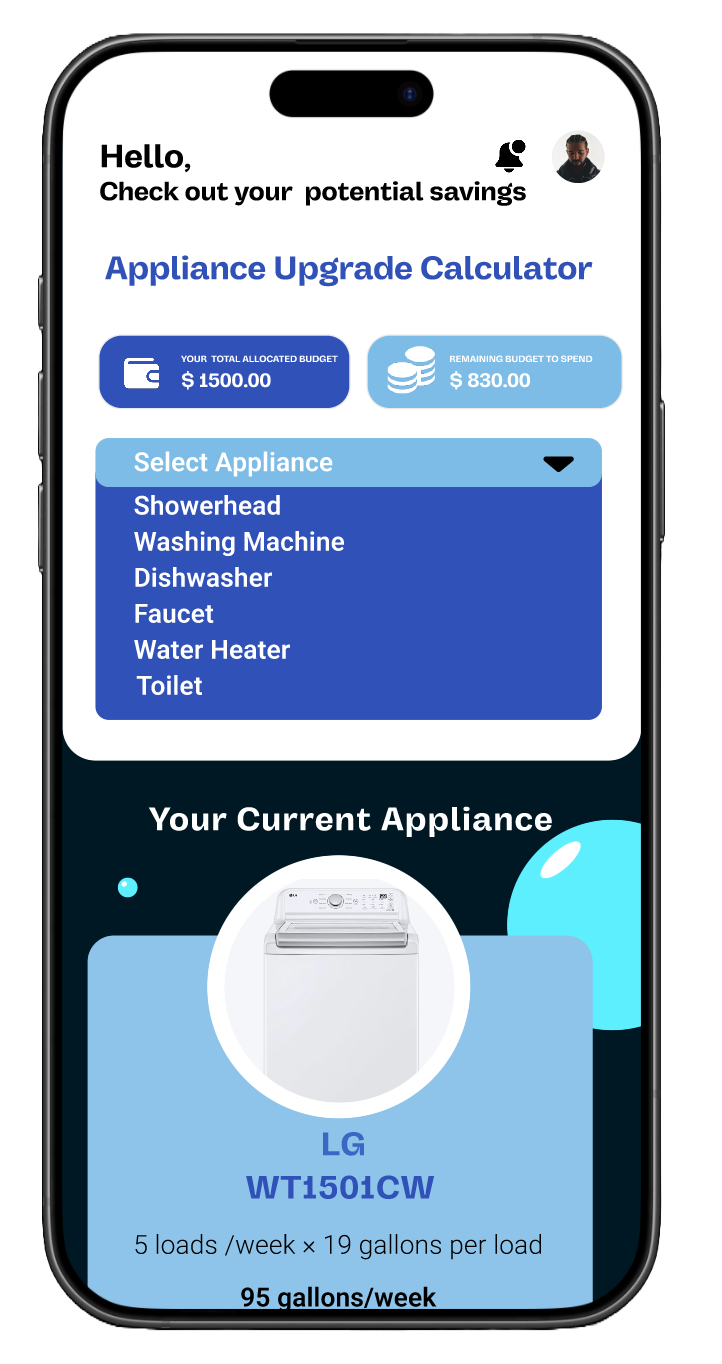 Hello,
Check out your potential savings
Appliance Upgrade Calculator
YOUR TOTAL ALLOCATED BUDGET
$ 1500.00
REMAINING BUDGET TO SPEND
$ 830.00
Select Appliance
Showerhead
Washing Machine
Dishwasher
Faucet
Water Heater
Toilet
Your Current Appliance
LG
LG
WT1501CW
5 loads /week × 19 gallons per load
95 gallons/week